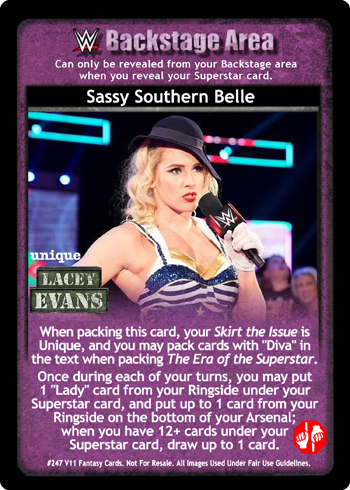 W Backstage Area
Can only be revealed from your Backstage area
when you reveal your Superstar card.
Sassy Southern Belle
unique
LACEY
EVANS
When packing this card, your Skirt the Issue is
Unique, and you may pack cards with "Diva" in
the text when packing The Era of the Superstar.
Once during each of your turns, you may put
1 "Lady" card from your Ringside under your
Superstar card, and put up to 1 card from your
Ringside on the bottom of your Arsenal;
when you have 12+ cards under your
Superstar card, draw up to 1 card.
#247 V11 Fantasy Cards. Not For Resale. All Images Used Under Fair Use Guidelines.